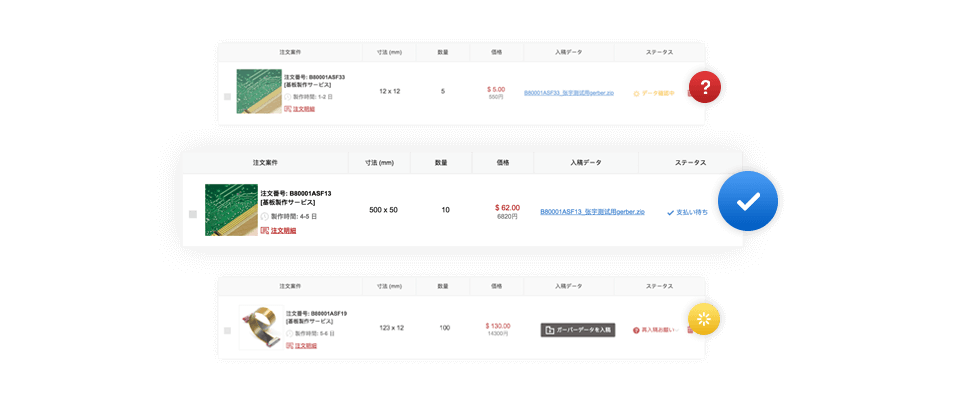 注文案件 寸法 (mm) 数量 価格 入稿データ ステータス
注文番号: B80001ASF33
[基板製作サービス]
製作時間: 1-2 日
注文明細
12 x 12
5
$ 5.00
550円
B80001ASF33_张宇测试用gerber.zip
データ確認中
?
注文案件 寸法 (mm) 数量 価格 入稿データ ステータス
注文番号: B80001ASF13
[基板製作サービス]
製作時間: 4-5 日
注文明細
500 x 50
10
$ 62.00
6820円
B80001ASF13_张宇测试用gerber.zip
支払い待ち
注文案件 寸法 (mm) 数量 価格 入稿データ ステータス
注文番号: B80001ASF19
[基板製作サービス]
製作時間: 5-6 日
注文明細
123 x 12
100
$ 130.00
14300円
ガーバーデータを入稿
再入稿お願い